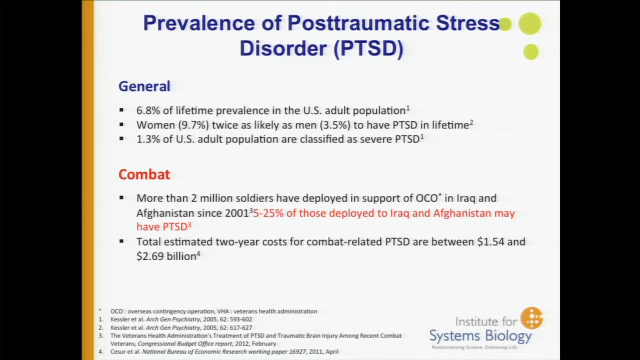 Prevalence of Posttraumatic Stress
Disorder (PTSD)
General
▪ 6.8% of lifetime prevalence in the U.S. adult population¹
▪ Women (9.7%) twice as likely as men (3.5%) to have PTSD in lifetime²
▪ 1.3% of U.S. adult population are classified as severe PTSD¹
Combat
▪ More than 2 million soldiers have deployed in support of OCO* in Iraq and
Afghanistan since 2001³5-25% of those deployed to Iraq and Afghanistan may
have PTSD³
▪ Total estimated two-year costs for combat-related PTSD are between $1.54 and
$2.69 billion⁴
* OCO : overseas contingency operation, VHA : veterans health administration
1. Kessler et al. Arch Gen Psychiatry, 2005, 62: 593-602
2. Kessler et al. Arch Gen Psychiatry, 2005, 62: 617-627
3. The Veterans Health Administration's Treatment of PTSD and Traumatic Brain Injury Among Recent Combat
Veterans, Congressional Budget Office report, 2012, February
4. Cesur et al. National Bureau of Economic Research working paper 16927, 2011, April
Institute for
Systems Biology
Revolutionizing Science. Enhancing Life.